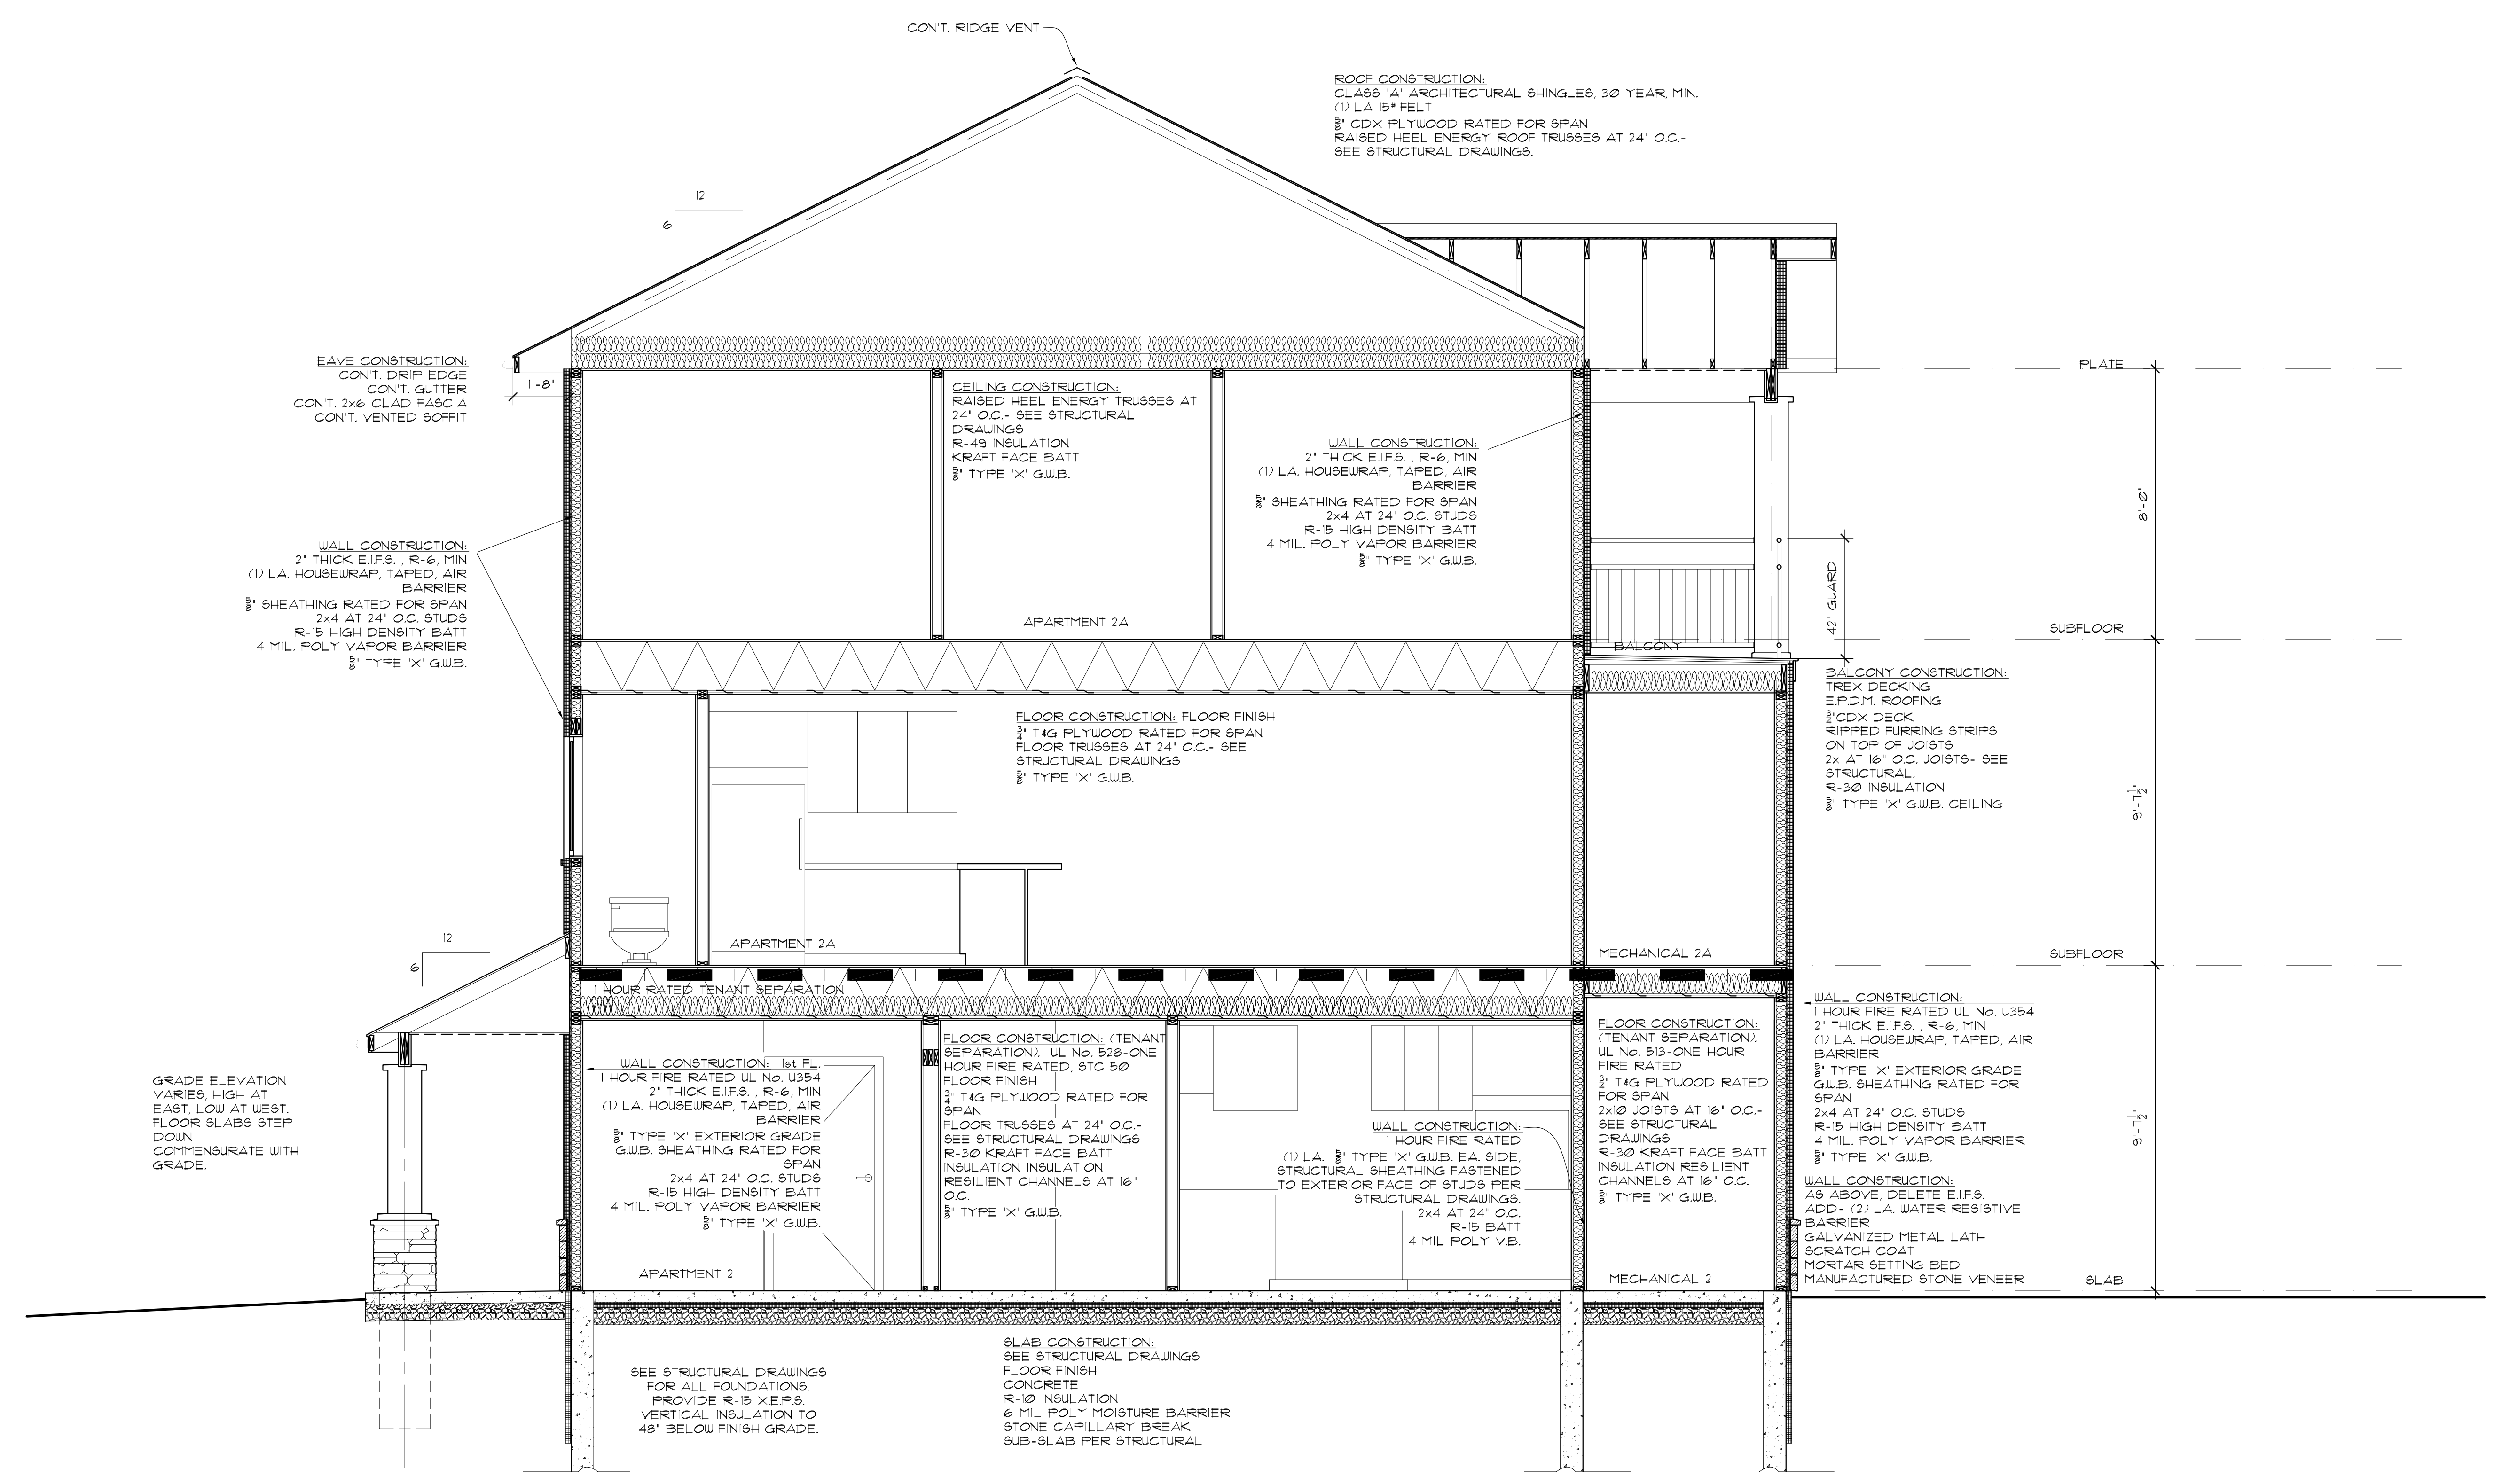 CON'T. RIDGE VENT
ROOF CONSTRUCTION:
CLASS 'A' ARCHITECTURAL SHINGLES, 30 YEAR, MIN.
(1) LA 15# FELT
5/8" CDX PLYWOOD RATED FOR SPAN
RAISED HEEL ENERGY ROOF TRUSSES AT 24" O.C.-
SEE STRUCTURAL DRAWINGS.
12
6
EAVE CONSTRUCTION:
CON'T. DRIP EDGE
CON'T. GUTTER
CON'T. 2x6 CLAD FASCIA
CON'T. VENTED SOFFIT
1'-8"
CEILING CONSTRUCTION:
RAISED HEEL ENERGY TRUSSES AT
24" O.C.- SEE STRUCTURAL
DRAWINGS
R-49 INSULATION
KRAFT FACE BATT
5/8" TYPE 'X' G.W.B.
WALL CONSTRUCTION:
2" THICK E.I.F.S. , R-6, MIN
(1) LA. HOUSEWRAP, TAPED, AIR
BARRIER
5/8" SHEATHING RATED FOR SPAN
2x4 AT 24" O.C. STUDS
R-15 HIGH DENSITY BATT
4 MIL. POLY VAPOR BARRIER
5/8" TYPE 'X' G.W.B.
PLATE
8'-0"
WALL CONSTRUCTION:
2" THICK E.I.F.S. , R-6, MIN
(1) LA. HOUSEWRAP, TAPED, AIR
BARRIER
5/8" SHEATHING RATED FOR SPAN
2x4 AT 24" O.C. STUDS
R-15 HIGH DENSITY BATT
4 MIL. POLY VAPOR BARRIER
5/8" TYPE 'X' G.W.B.
42" GUARD
APARTMENT 2A
SUBFLOOR
BALCONY
BALCONY CONSTRUCTION:
TREX DECKING
E.P.D.M. ROOFING
3/4"CDX DECK
RIPPED FURRING STRIPS
ON TOP OF JOISTS
2x AT 16" O.C. JOISTS- SEE
STRUCTURAL.
R-30 INSULATION
5/8" TYPE 'X' G.W.B. CEILING
FLOOR CONSTRUCTION: FLOOR FINISH
3/4" T&G PLYWOOD RATED FOR SPAN
FLOOR TRUSSES AT 24" O.C.- SEE
STRUCTURAL DRAWINGS
5/8" TYPE 'X' G.W.B.
9'-7 1/2"
12
6
APARTMENT 2A
MECHANICAL 2A
SUBFLOOR
1 HOUR RATED TENANT SEPARATION
GRADE ELEVATION
VARIES, HIGH AT
EAST, LOW AT WEST.
FLOOR SLABS STEP
DOWN
COMMENSURATE WITH
GRADE.
WALL CONSTRUCTION: 1st FL.
1 HOUR FIRE RATED UL No. U354
2" THICK E.I.F.S. , R-6, MIN
(1) LA. HOUSEWRAP, TAPED, AIR
BARRIER
5/8" TYPE 'X' EXTERIOR GRADE
G.W.B. SHEATHING RATED FOR
SPAN
2x4 AT 24" O.C. STUDS
R-15 HIGH DENSITY BATT
4 MIL. POLY VAPOR BARRIER
5/8" TYPE 'X' G.W.B.
APARTMENT 2
FLOOR CONSTRUCTION: (TENANT
SEPARATION). UL No. 528-ONE
HOUR FIRE RATED, STC 50
FLOOR FINISH
3/4" T&G PLYWOOD RATED FOR
SPAN
FLOOR TRUSSES AT 24" O.C.-
SEE STRUCTURAL DRAWINGS
R-30 KRAFT FACE BATT
INSULATION INSULATION
RESILIENT CHANNELS AT 16"
O.C.
5/8" TYPE 'X' G.W.B.
WALL CONSTRUCTION:
1 HOUR FIRE RATED
(1) LA. 5/8" TYPE 'X' G.W.B. EA. SIDE,
STRUCTURAL SHEATHING FASTENED
TO EXTERIOR FACE OF STUDS PER
STRUCTURAL DRAWINGS.
2x4 AT 24" O.C.
R-15 BATT
4 MIL POLY V.B.
FLOOR CONSTRUCTION:
(TENANT SEPARATION).
UL No. 513-ONE HOUR
FIRE RATED
3/4" T&G PLYWOOD RATED
FOR SPAN
2x10 JOISTS AT 16" O.C.-
SEE STRUCTURAL
DRAWINGS
R-30 KRAFT FACE BATT
INSULATION RESILIENT
CHANNELS AT 16" O.C.
5/8" TYPE 'X' G.W.B.
MECHANICAL 2
WALL CONSTRUCTION:
1 HOUR FIRE RATED UL No. U354
2" THICK E.I.F.S. , R-6, MIN
(1) LA. HOUSEWRAP, TAPED, AIR
BARRIER
5/8" TYPE 'X' EXTERIOR GRADE
G.W.B. SHEATHING RATED FOR
SPAN
2x4 AT 24" O.C. STUDS
R-15 HIGH DENSITY BATT
4 MIL. POLY VAPOR BARRIER
5/8" TYPE 'X' G.W.B.
WALL CONSTRUCTION:
AS ABOVE, DELETE E.I.F.S.
ADD- (2) LA. WATER RESISTIVE
BARRIER
GALVANIZED METAL LATH
SCRATCH COAT
MORTAR SETTING BED
MANUFACTURED STONE VENEER
9'-7 1/2"
SLAB
SEE STRUCTURAL DRAWINGS
FOR ALL FOUNDATIONS.
PROVIDE R-15 X.E.P.S.
VERTICAL INSULATION TO
48" BELOW FINISH GRADE.
SLAB CONSTRUCTION:
SEE STRUCTURAL DRAWINGS
FLOOR FINISH
CONCRETE
R-10 INSULATION
6 MIL POLY MOISTURE BARRIER
STONE CAPILLARY BREAK
SUB-SLAB PER STRUCTURAL